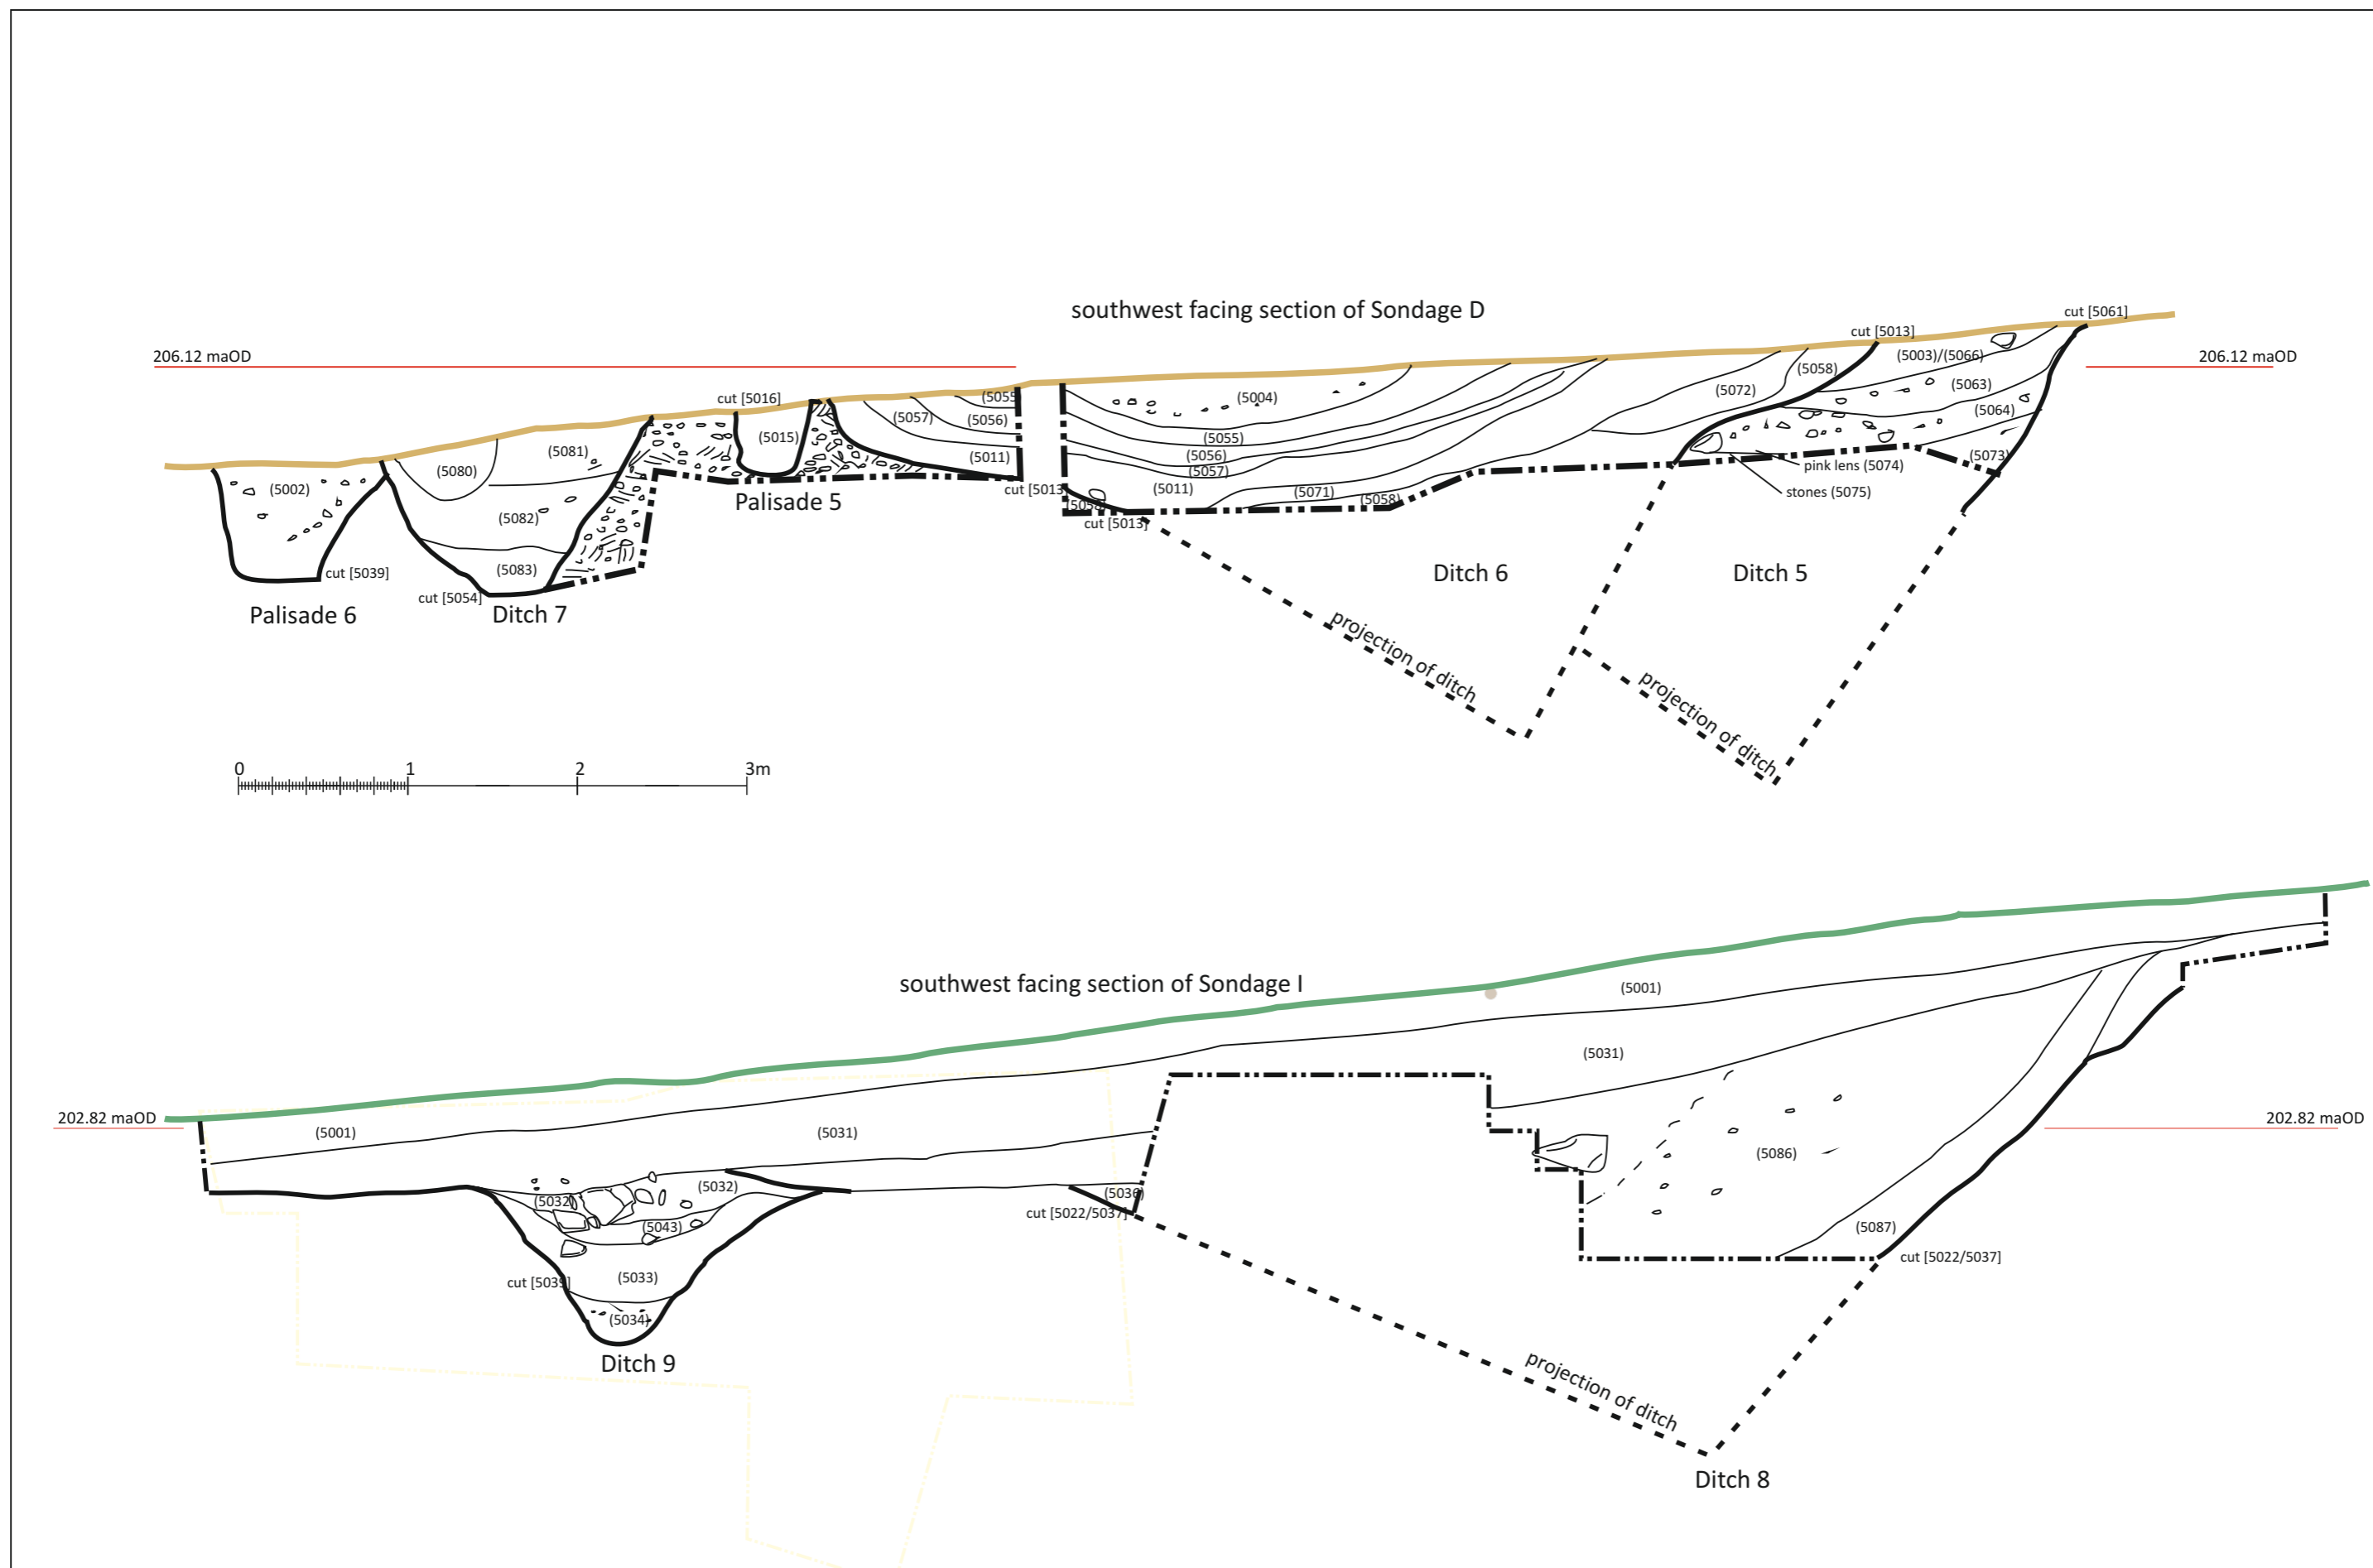 southwest facing section of Sondage D
cut [5061]
cut [5013]
206.12 maOD
206.12 maOD
(5003)/(5066)
(5058)
(5063)
(5072)
(5064)
cut [5016]
(5004)
(5055
(5057)
(5056)
(5015)
(5011)
(5055)
(5056)
(5057)
(5081)
(5080)
(5002)
(5082)
(5083)
(5073)
pink lens (5074)
stones (5075)
cut [5013
(5011)
(5071)
(5058)
(5058
cut [5013]
Palisade 5
cut [5039]
cut [5054]
Palisade 6
Ditch 7
Ditch 6
Ditch 5
projection of ditch
projection of ditch
0 1 2 3m
southwest facing section of Sondage I
(5001)
(5031)
202.82 maOD
202.82 maOD
(5001)
(5031)
(5086)
(5032)
(5032)
(5036)
cut [5022/5037]
(5043)
(5087)
cut [5022/5037]
cut [5035]
(5033)
(5034)
Ditch 9
projection of ditch
Ditch 8